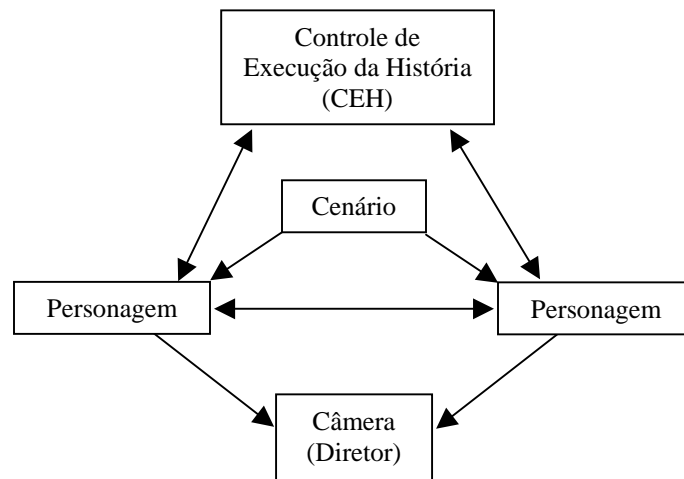 Controle de
Execução da História
(CEH)
Cenário
Personagem
Personagem
Câmera
(Diretor)